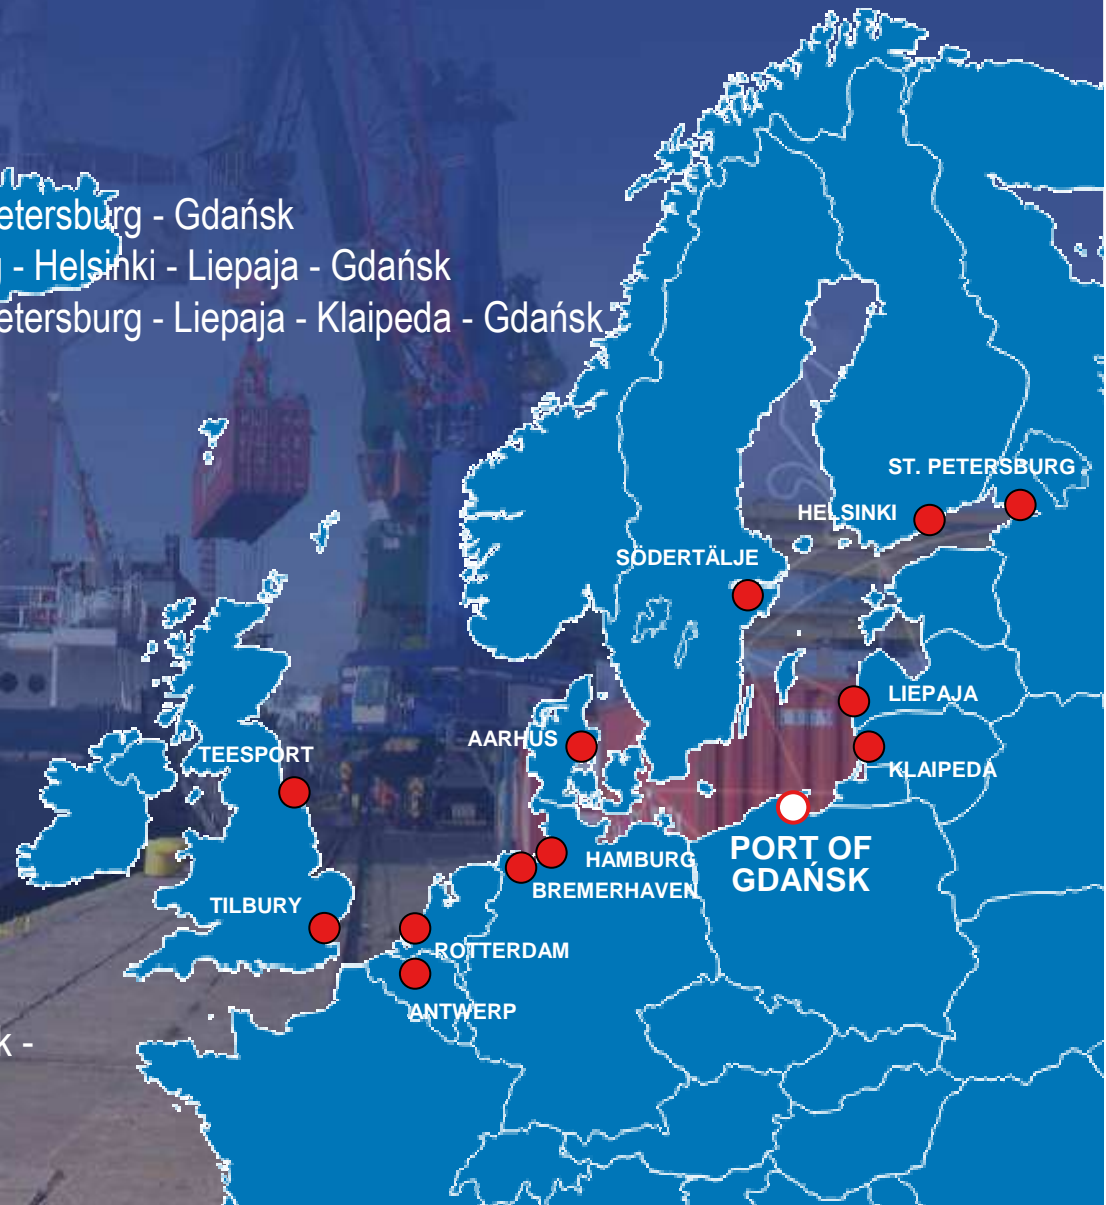 etersburg - Gdańsk
- Helsinki - Liepaja - Gdańsk
etersburg - Liepaja - Klaipeda - Gdańsk
ST. PETERSBURG
HELSINKI
SÖDERTÄLJE
LIEPAJA
AARHUS
TEESPORT
KLAIPEDA
PORT OF
GDAŃSK
HAMBURG
BREMERHAVEN
TILBURY
ROTTERDAM
ANTWERP
k -